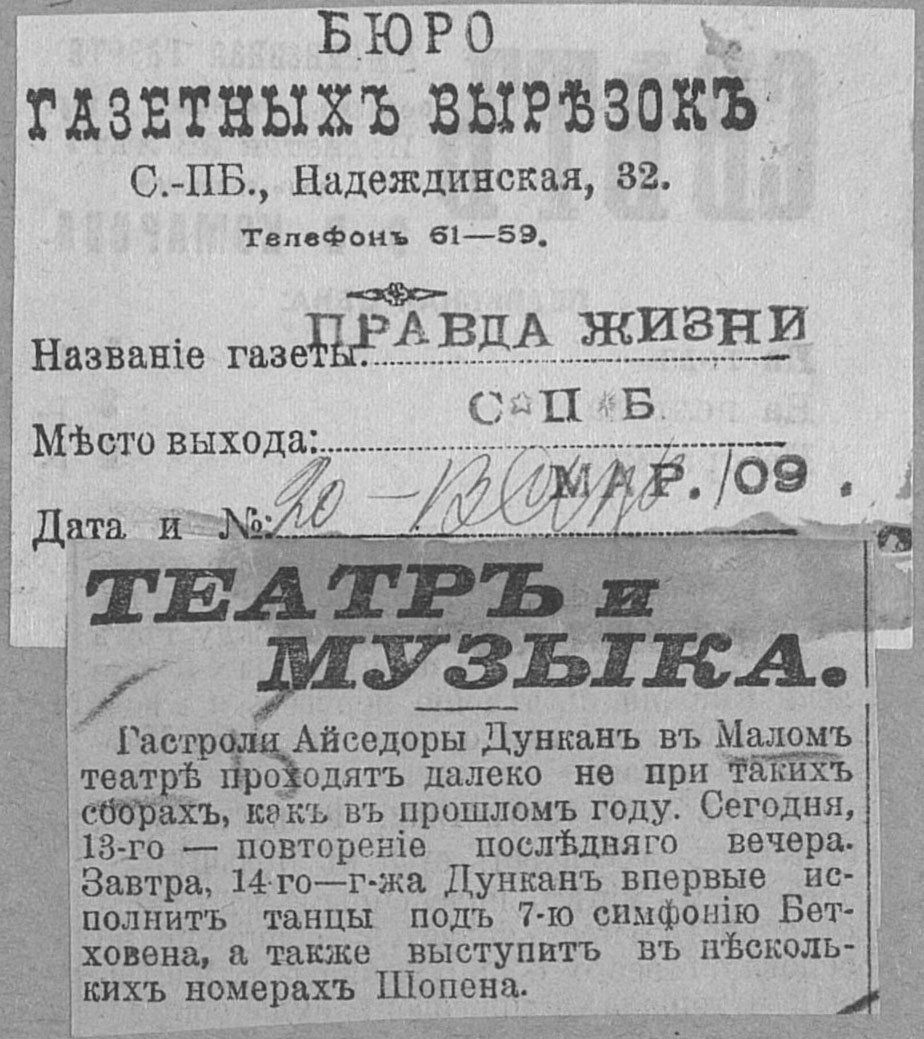 БЮРО
ГАЗЕТНЫХЪ ВЫРѢЗОКЪ
С.-ПБ., Надеждинская, 32.
Телефонъ 61—59.
Названіе газеты: ПРАВДА ЖИЗНИ
Мѣсто выхода: С☆П☆Б
Дата и №: 20 — МАР. /09 .
ТЕАТРЪ и
МУЗЫКА.
Гастроли Айседоры Дунканъ въ Маломъ
театрѣ проходятъ далеко не при такихъ
сборахъ, какъ въ прошломъ году. Сегодня,
13-го — повтореніе послѣдняго вечера.
Завтра, 14-го—г-жа Дунканъ впервые ис-
полнитъ танцы подъ 7-ю симфонію Бет-
ховена, а также выступитъ въ нѣсколь-
кихъ номерахъ Шопена.